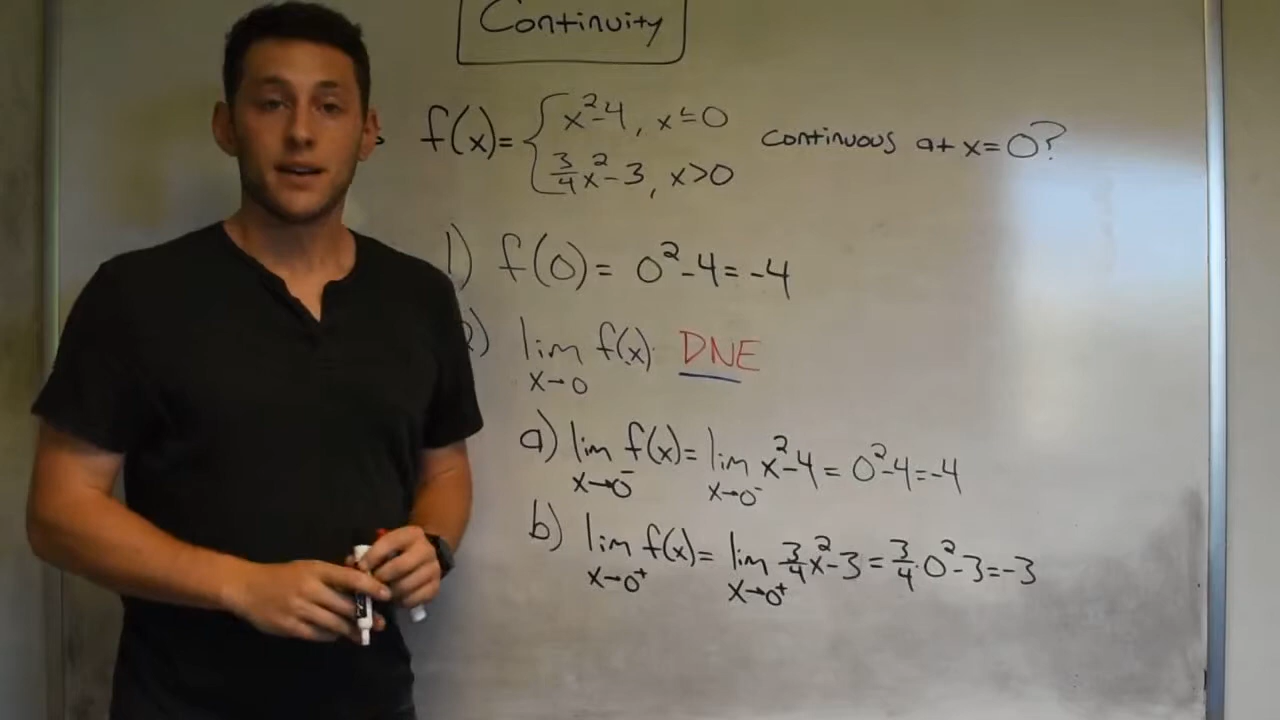 Continuity
f(x)= { x²-4, x≤0
3/4x²-3, x>0
continuous at x=0?
1) f(0)= 0²-4=-4
2) lim f(x) DNE
x→0
a) lim f(x)= lim x²-4 = 0²-4=-4
x→0⁻ x→0⁻
b) lim f(x)= lim 3/4x²-3 = 3/4·0²-3=-3
x→0⁺ x→0⁺